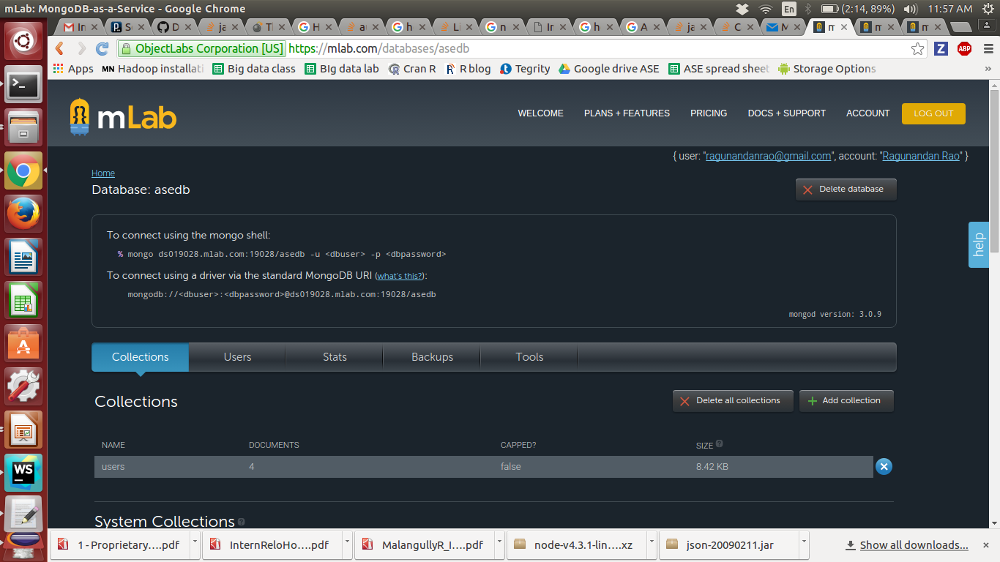 mLab: MongoDB-as-a-Service - Google Chrome
En (2:14, 89%) 11:57 AM
ObjectLabs Corporation [US] https://mlab.com/databases/asedb
Z ABP
Apps MN Hadoop installati Big data class BIg data lab Cran R R blog Tegrity Google drive ASE ASE spread sheet Storage Options »
mLab
WELCOME PLANS + FEATURES PRICING DOCS + SUPPORT ACCOUNT LOG OUT
{ user: "ragunandanrao@gmail.com", account: "Ragunandan Rao" }
Home
Database: asedb
Delete database
To connect using the mongo shell:
% mongo ds019028.mlab.com:19028/asedb -u <dbuser> -p <dbpassword>
To connect using a driver via the standard MongoDB URI (what's this?):
mongodb://<dbuser>:<dbpassword>@ds019028.mlab.com:19028/asedb
mongod version: 3.0.9
help
Collections Users Stats Backups Tools
Collections
Delete all collections
Add collection
NAME DOCUMENTS CAPPED? SIZE
users 4 false 8.42 KB
WS
System Collections
1 - Proprietary....pdf InternReloHo....pdf MalangullyR_I....pdf node-v4.3.1-lin....xz json-20090211.jar Show all downloads...